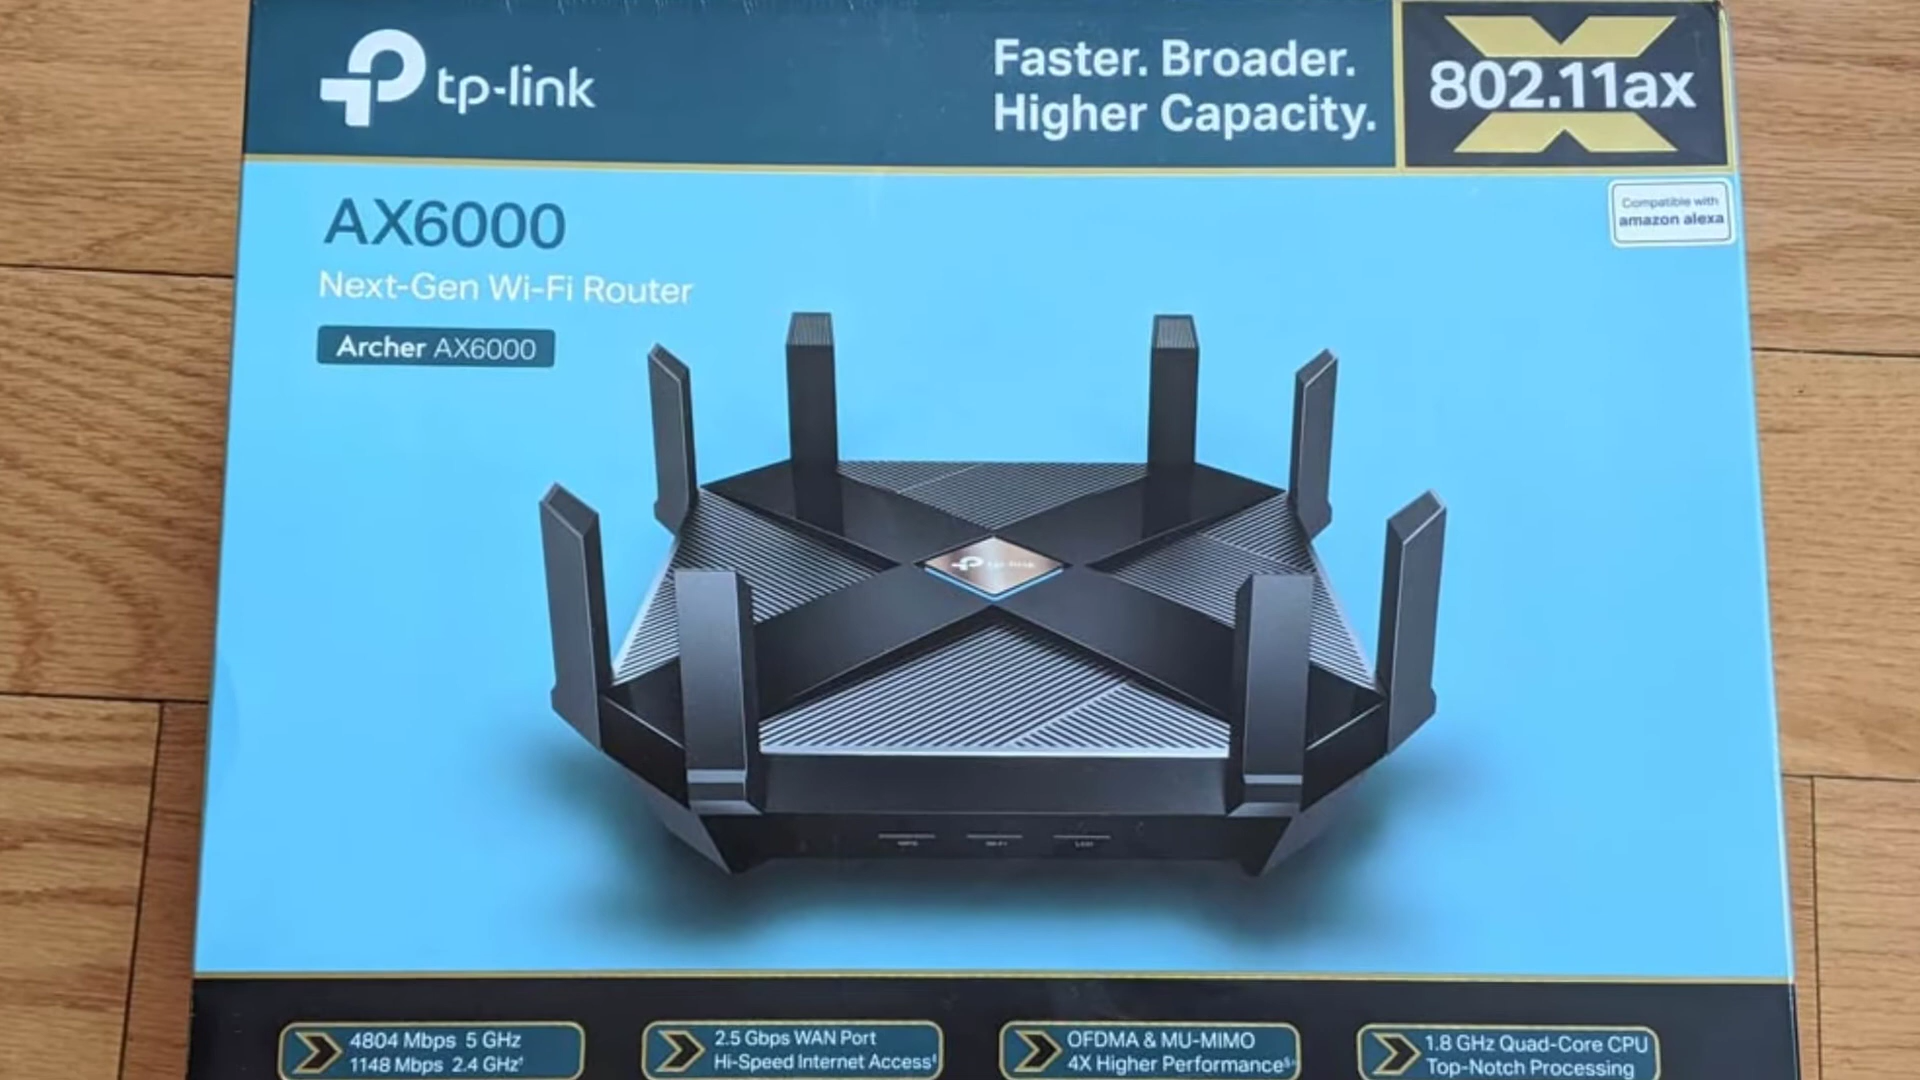 tp-link
Faster. Broader.
Higher Capacity.
802.11ax
Compatible with
amazon alexa
AX6000
Next-Gen Wi-Fi Router
Archer AX6000
tp-link
4804 Mbps 5 GHz
1148 Mbps 2.4 GHz†
2.5 Gbps WAN Port
Hi-Speed Internet Access‡
OFDMA & MU-MIMO
4X Higher Performance§
1.8 GHz Quad-Core CPU
Top-Notch Processing